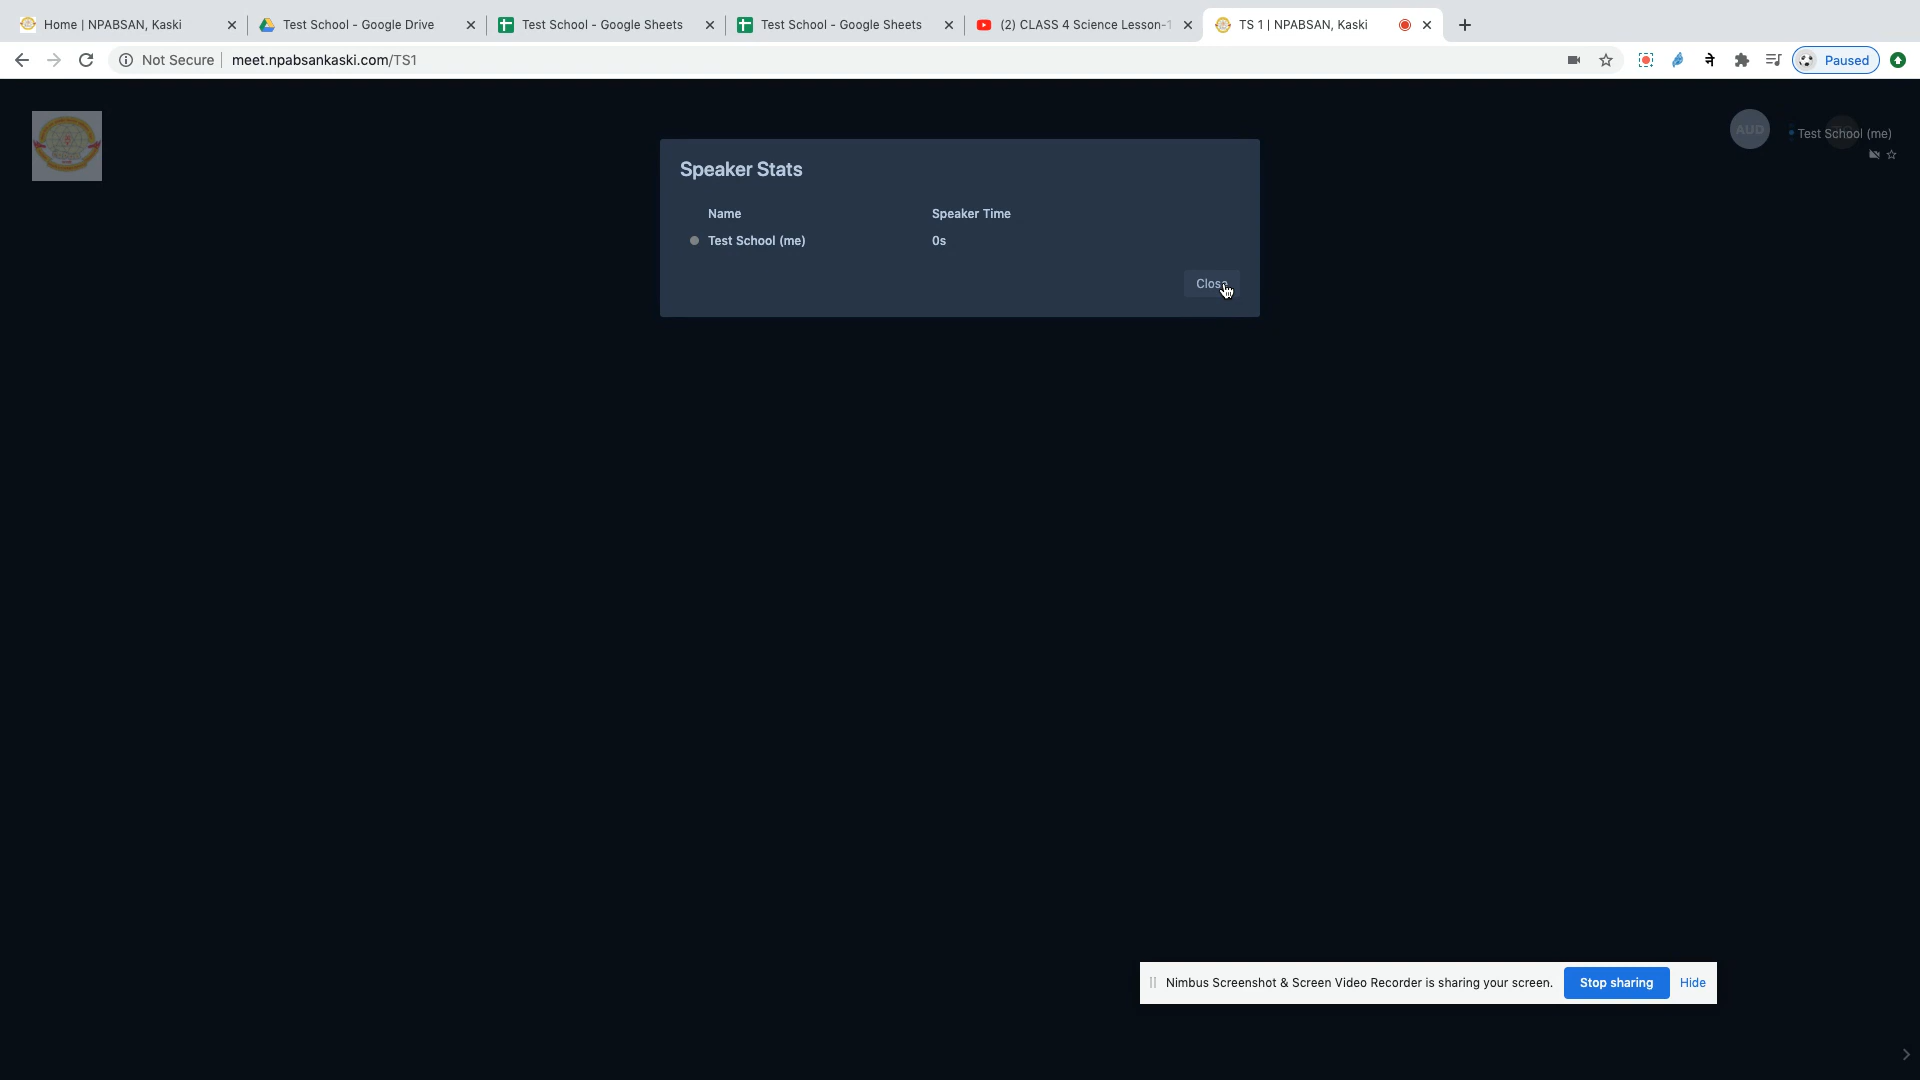 Home | NPABSAN, Kaski
Test School - Google Drive
Test School - Google Sheets
Test School - Google Sheets
(2) CLASS 4 Science Lesson-1
TS 1 | NPABSAN, Kaski
Not Secure
meet.npabsankaski.com/TS1
ने
Paused
AUD
Test School (me)
Speaker Stats
Name Speaker Time
Test School (me) 0s
Close
Nimbus Screenshot & Screen Video Recorder is sharing your screen.
Stop sharing
Hide